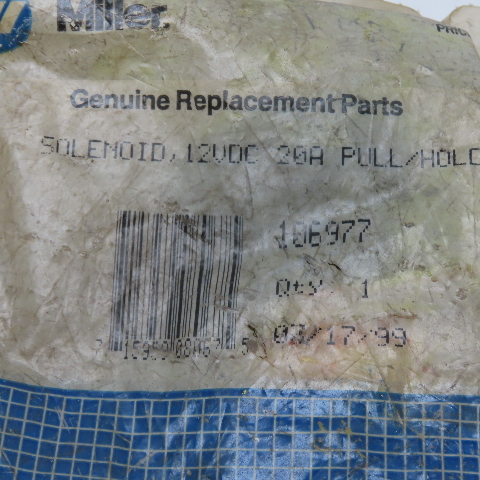 Miller
Genuine Replacement Parts
SOLENOID,12VDC 20A PULL/HOLD
106977
Qty. 1
03/17/99